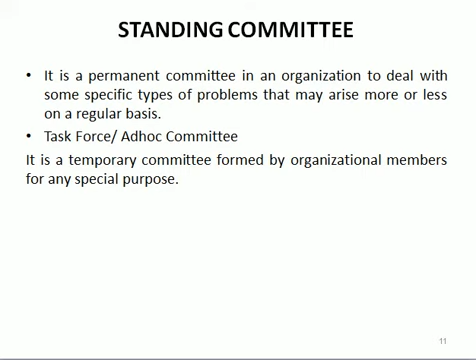 STANDING COMMITTEE
• It is a permanent committee in an organization to deal with
some specific types of problems that may arise more or less
on a regular basis.
• Task Force/ Adhoc Committee
It is a temporary committee formed by organizational members
for any special purpose.
11